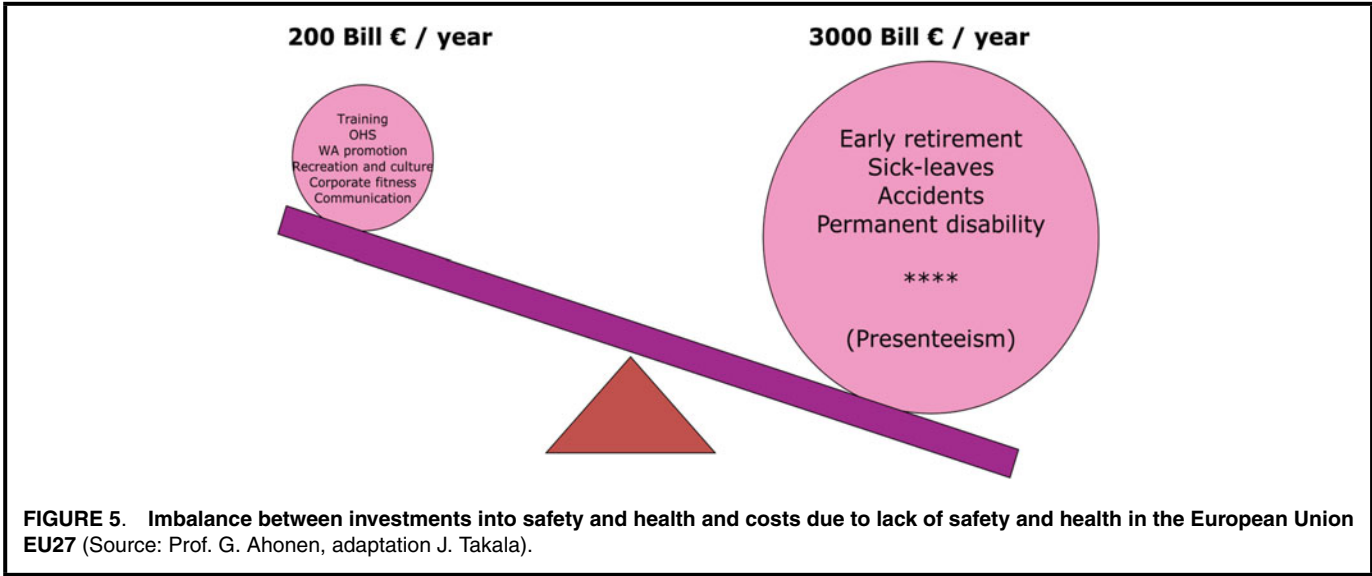 200 Bill € / year
Training
OHS
WA promotion
Recreation and culture
Corporate fitness
Communication
3000 Bill € / year
Early retirement
Sick-leaves
Accidents
Permanent disability
****
(Presenteeism)
FIGURE 5. Imbalance between investments into safety and health and costs due to lack of safety and health in the European Union
EU27 (Source: Prof. G. Ahonen, adaptation J. Takala).